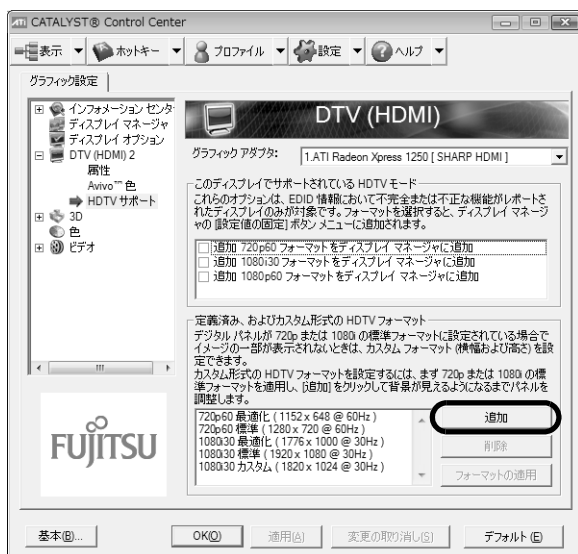 CATALYST® Control Center
表示 ホットキー プロファイル 設定 ヘルプ
グラフィック設定
インフォメーション センタ
ディスプレイ マネージャ
ディスプレイ オプション
DTV (HDMI) 2
属性
Avivo™ 色
HDTV サポート
3D
色
ビデオ
FUJITSU
DTV (HDMI)
グラフィック アダプタ: 1.ATI Radeon Xpress 1250 [ SHARP HDMI ]
このディスプレイでサポートされている HDTV モード
これらのオプションは、EDID 情報において不完全または不正な機能がレポートさ
れたディスプレイのみが対象です。フォーマットを選択すると、ディスプレイ マネージ
ャの [設定値の固定] ボタン メニューに追加されます。
追加 720p60 フォーマットをディスプレイ マネージャに追加
追加 1080i30 フォーマットをディスプレイ マネージャに追加
追加 1080p60 フォーマットをディスプレイ マネージャに追加
定義済み、およびカスタム形式の HDTV フォーマット
デジタル パネルが 720p または 1080i の標準フォーマットに設定されている場合で
イメージの一部が表示されないときは、カスタム フォーマット (横幅および高さ) を設
定できます。
カスタム形式の HDTV フォーマットを設定するには、まず 720p または 1080i の標
準フォーマットを適用し、[追加] をクリックして背景が見えるようになるまでパネルを
調整します。
720p60 最適化 ( 1152 x 648 @ 60Hz )
720p60 標準 ( 1280 x 720 @ 60Hz )
1080i30 最適化 ( 1776 x 1000 @ 30Hz )
1080i30 標準 ( 1920 x 1080 @ 30Hz )
1080i30 カスタム ( 1820 x 1024 @ 30Hz )
追加
削除
フォーマットの適用
基本(B)... OK(O) 適用(A) 変更の取り消し(S) デフォルト (E)